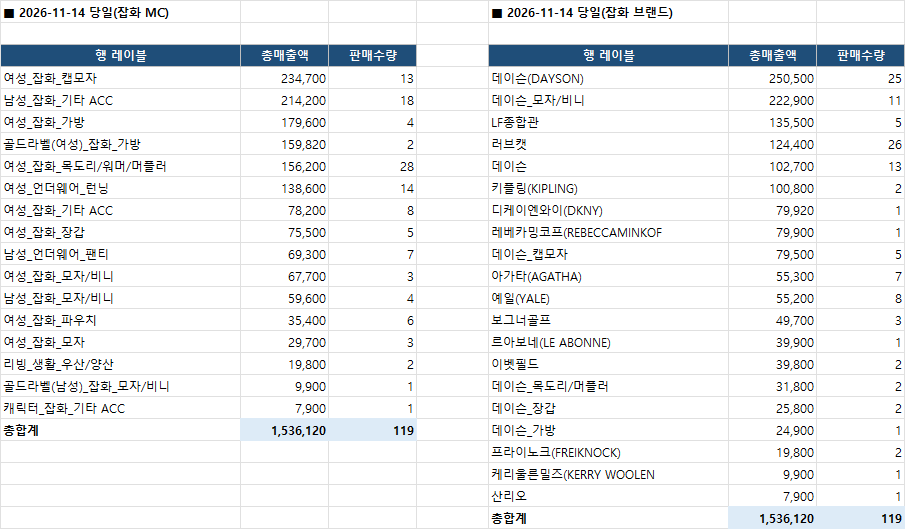 ■ 2026-11-14 당일(잡화 MC)
행 레이블 총매출액 판매수량
여성_잡화_캡모자 234,700 13
남성_잡화_기타 ACC 214,200 18
여성_잡화_가방 179,600 4
골드라벨(여성)_잡화_가방 159,820 2
여성_잡화_목도리/워머/머플러 156,200 28
여성_언더웨어_런닝 138,600 14
여성_잡화_기타 ACC 78,200 8
여성_잡화_장갑 75,500 5
남성_언더웨어_팬티 69,300 7
여성_잡화_모자/비니 67,700 3
남성_잡화_모자/비니 59,600 4
여성_잡화_파우치 35,400 6
여성_잡화_모자 29,700 3
리빙_생활_우산/양산 19,800 2
골드라벨(남성)_잡화_모자/비니 9,900 1
캐릭터_잡화_기타 ACC 7,900 1
총합계 1,536,120 119
■ 2026-11-14 당일(잡화 브랜드)
행 레이블 총매출액 판매수량
데이슨(DAYSON) 250,500 25
데이슨_모자/비니 222,900 11
LF종합관 135,500 5
러브캣 124,400 26
데이슨 102,700 13
키플링(KIPLING) 100,800 2
디케이엔와이(DKNY) 79,920 1
레베카밍코프(REBECCAMINKOF 79,900 1
데이슨_캡모자 79,500 5
아가타(AGATHA) 55,300 7
예일(YALE) 55,200 8
보그너골프 49,700 3
르아보네(LE ABONNE) 39,900 1
이벳필드 39,800 2
데이슨_목도리/머플러 31,800 2
데이슨_장갑 25,800 2
데이슨_가방 24,900 1
프라이노크(FREIKNOCK) 19,800 2
케리울른밀즈(KERRY WOOLEN 9,900 1
산리오 7,900 1
총합계 1,536,120 119